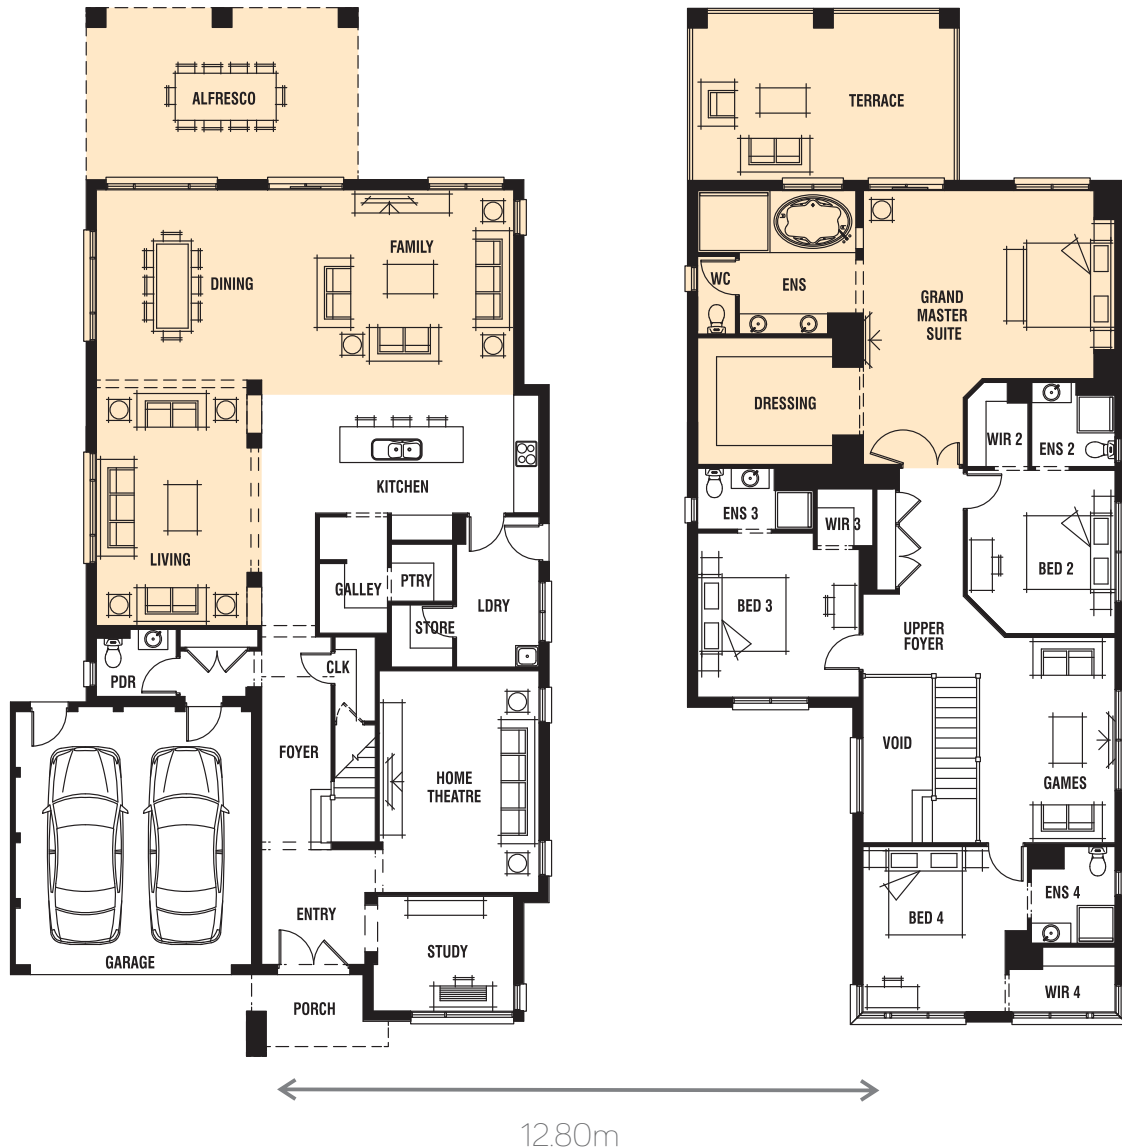 ALFRESCO
FAMILY
DINING
KITCHEN
LIVING
GALLEY
PTRY
LDRY
STORE
PDR
CLK
FOYER
HOME
THEATRE
ENTRY
STUDY
GARAGE
PORCH
TERRACE
WC
ENS
GRAND
MASTER
SUITE
DRESSING
WIR 2
ENS 2
ENS 3
WIR 3
BED 2
BED 3
UPPER
FOYER
VOID
GAMES
BED 4
ENS 4
WIR 4
12.80m